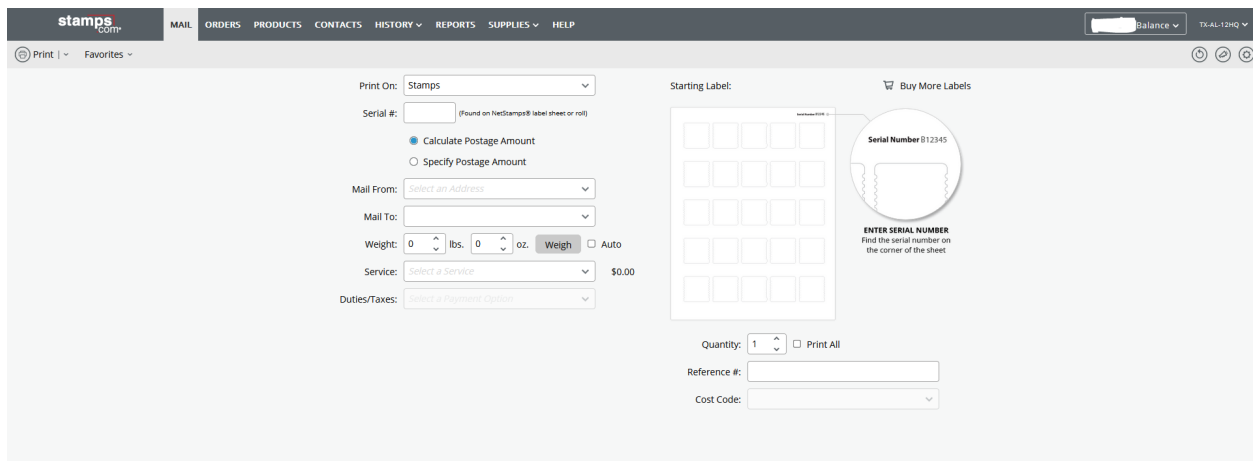 stamps.com
MAIL ORDERS PRODUCTS CONTACTS HISTORY REPORTS SUPPLIES HELP
Balance
TX-AL-12HQ
Print | Favorites
Print On: Stamps
Serial #: (Found on NetStamps® label sheet or roll)
Calculate Postage Amount
Specify Postage Amount
Mail From: Select an Address
Mail To:
Weight: 0 lbs. 0 oz. Weigh Auto
Service: Select a Service $0.00
Duties/Taxes: Select a Payment Option
Starting Label: Buy More Labels
Serial Number B12345
ENTER SERIAL NUMBER
Find the serial number on
the corner of the sheet
Quantity: 1 Print All
Reference #:
Cost Code: